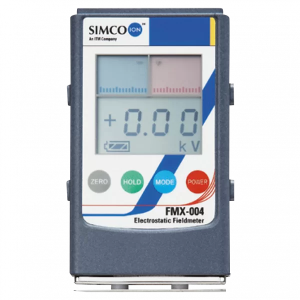 SIMCO ION
An ITW Company
+0.00
kV
ZERO HOLD MODE POWER
FMX-004
Electrostatic Fieldmeter